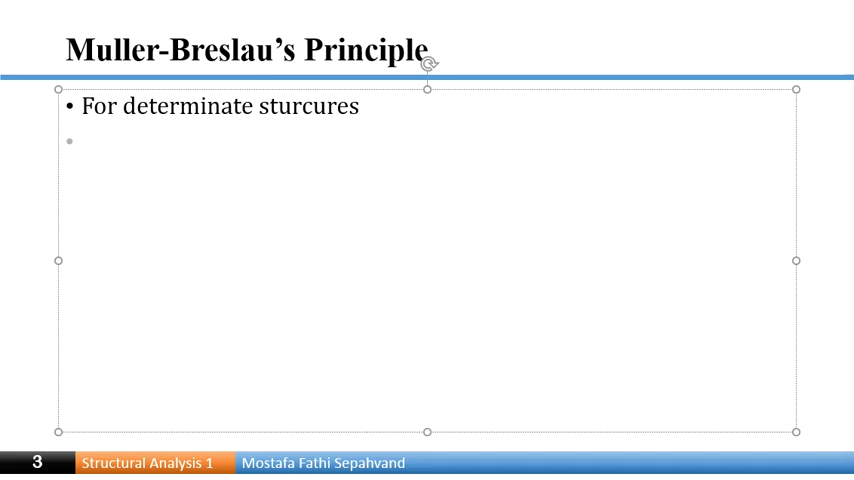 Muller-Breslau's Principle
• For determinate sturcures
•
3 Structural Analysis 1 Mostafa Fathi Sepahvand